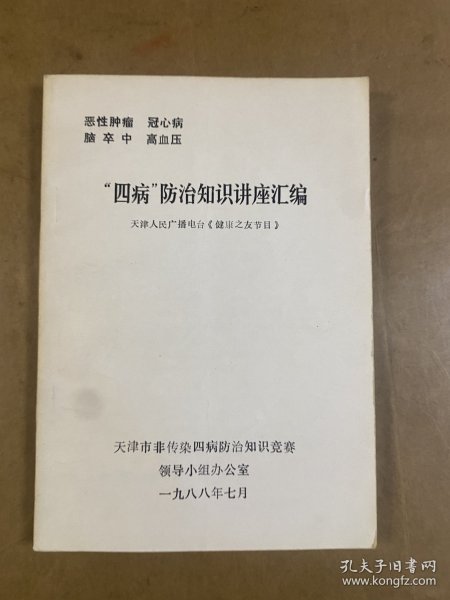 恶性肿瘤 冠心病
脑卒中 高血压
“四病”防治知识讲座汇编
天津人民广播电台《健康之友节目》
天津市非传染四病防治知识竞赛
领导小组办公室
一九八八年七月
孔夫子旧书网
www.kongfz.com